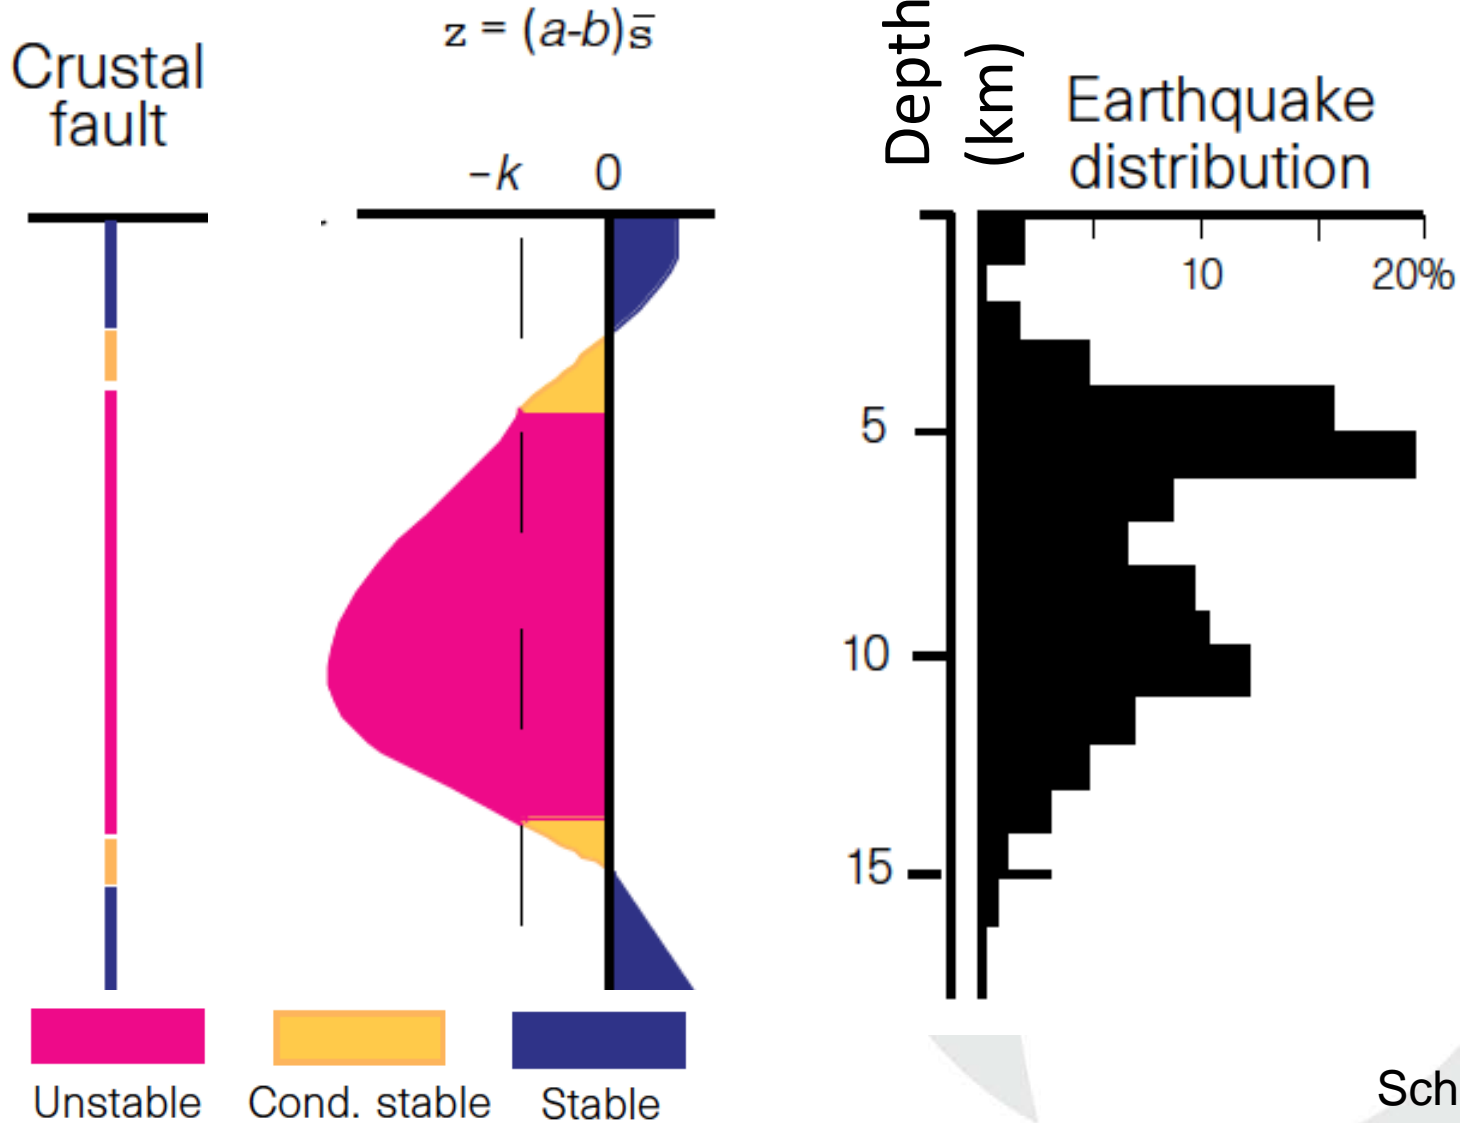 Crustal
fault
z = (a-b)s̄
-k 0
Depth
(km)
Earthquake
distribution
10 20%
5
10
15
Unstable Cond. stable Stable
Sch